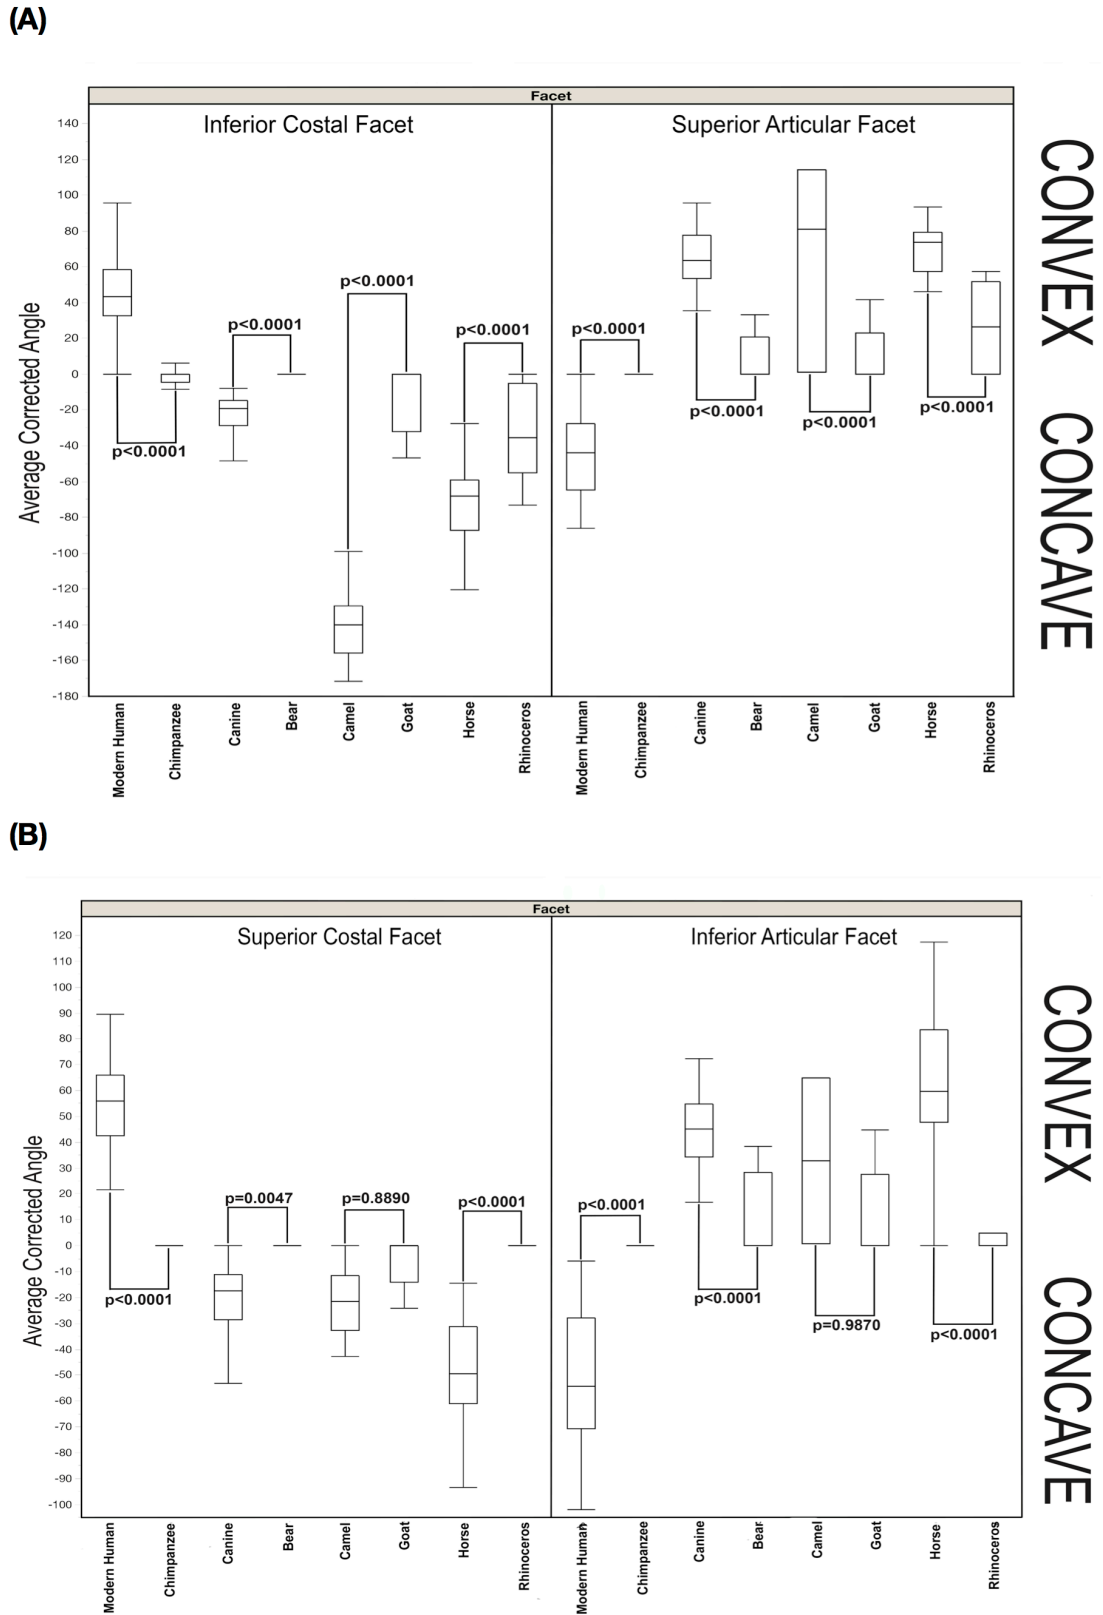 (A)
Facet
Inferior Costal Facet
Superior Articular Facet
Average Corrected Angle
140
120
100
80
60
40
20
0
-20
-40
-60
-80
-100
-120
-140
-160
-180
p<0.0001
p<0.0001
p<0.0001
p<0.0001
p<0.0001
p<0.0001
p<0.0001
p<0.0001
Modern Human
Chimpanzee
Canine
Bear
Camel
Goat
Horse
Rhinoceros
Modern Human
Chimpanzee
Canine
Bear
Camel
Goat
Horse
Rhinoceros
CONVEX
CONCAVE
(B)
Facet
Superior Costal Facet
Inferior Articular Facet
Average Corrected Angle
120
110
100
90
80
70
60
50
40
30
20
10
0
-10
-20
-30
-40
-50
-60
-70
-80
-90
-100
p<0.0001
p=0.0047
p=0.8890
p<0.0001
p<0.0001
p<0.0001
p=0.9870
p<0.0001
Modern Human
Chimpanzee
Canine
Bear
Camel
Goat
Horse
Rhinoceros
Modern Human
Chimpanzee
Canine
Bear
Camel
Goat
Horse
Rhinoceros
CONVEX
CONCAVE